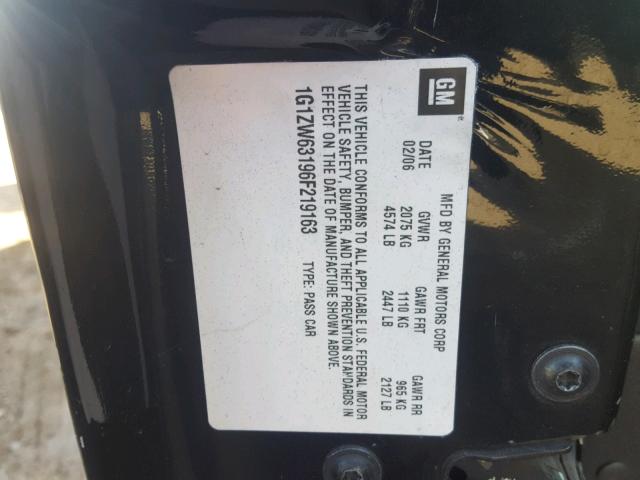 GM
MFD BY GENERAL MOTORS CORP
DATE GVWR GAWR FRT GAWR RR
02/06 2075 KG 1110 KG 965 KG
4574 LB 2447 LB 2127 LB
THIS VEHICLE CONFORMS TO ALL APPLICABLE U.S. FEDERAL MOTOR
VEHICLE SAFETY, BUMPER, AND THEFT PREVENTION STANDARDS IN
EFFECT ON THE DATE OF MANUFACTURE SHOWN ABOVE.
1G1ZW63196F219163 TYPE: PASS CAR